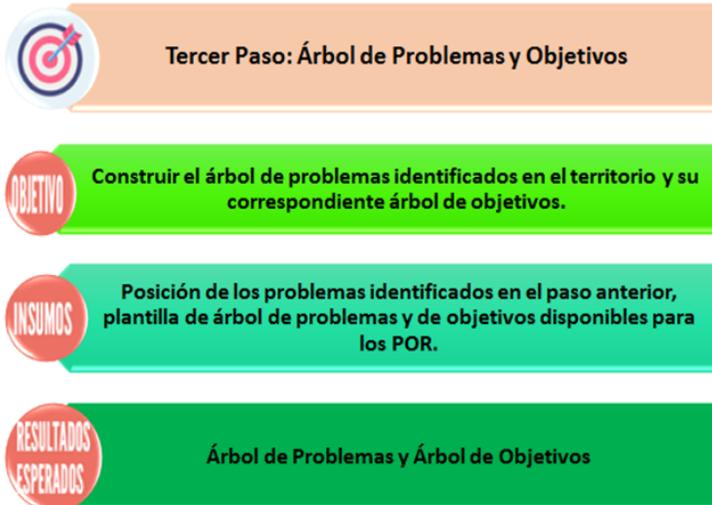 Tercer Paso: Árbol de Problemas y Objetivos
OBJETIVO
Construir el árbol de problemas identificados en el territorio y su
correspondiente árbol de objetivos.
INSUMOS
Posición de los problemas identificados en el paso anterior,
plantilla de árbol de problemas y de objetivos disponibles para
los POR.
RESULTADOS
ESPERADOS
Árbol de Problemas y Árbol de Objetivos